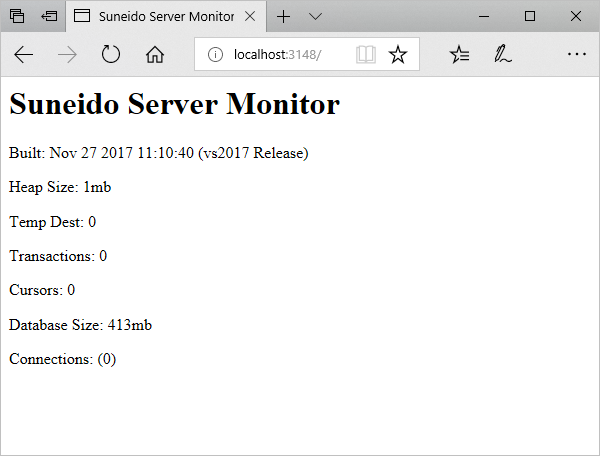 Suneido Server Monitor
localhost:3148/
Suneido Server Monitor
Built: Nov 27 2017 11:10:40 (vs2017 Release)
Heap Size: 1mb
Temp Dest: 0
Transactions: 0
Cursors: 0
Database Size: 413mb
Connections: (0)